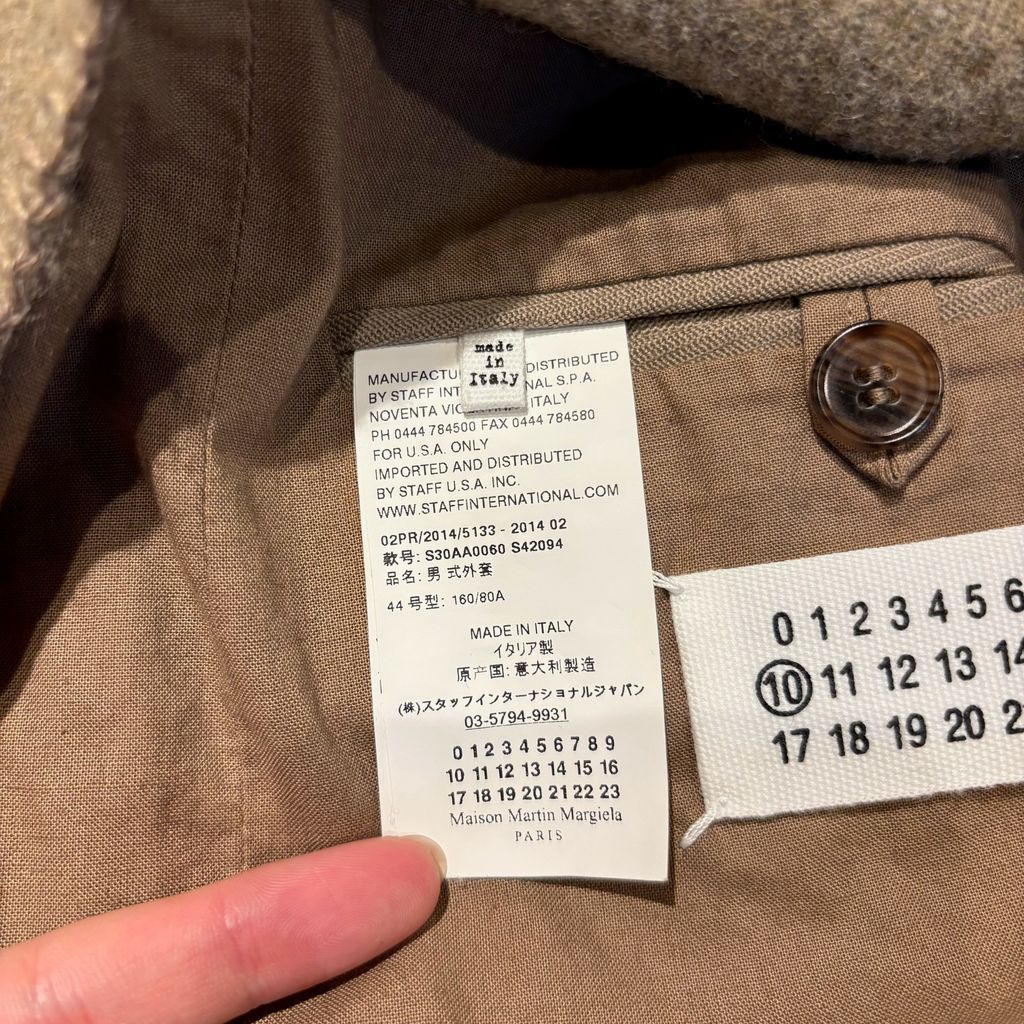 made
in
Italy
MANUFACTU DISTRIBUTED
BY STAFF INT NAL S.P.A.
NOVENTA VIC ITALY
PH 0444 784500 FAX 0444 784580
FOR U.S.A. ONLY
IMPORTED AND DISTRIBUTED
BY STAFF U.S.A. INC.
WWW.STAFFINTERNATIONAL.COM
02PR/2014/5133 - 2014 02
款号: S30AA0060 S42094
品名: 男 式外套
44 号型: 160/80A
MADE IN ITALY
イタリア製
原产国: 意大利製造
(株)スタッフインターナショナルジャパン
03-5794-9931
0 1 2 3 4 5 6 7 8 9
10 11 12 13 14 15 16
17 18 19 20 21 22 23
Maison Martin Margiela
PARIS
0 1 2 3 4 5 6
10 11 12 13 14
17 18 19 20 2